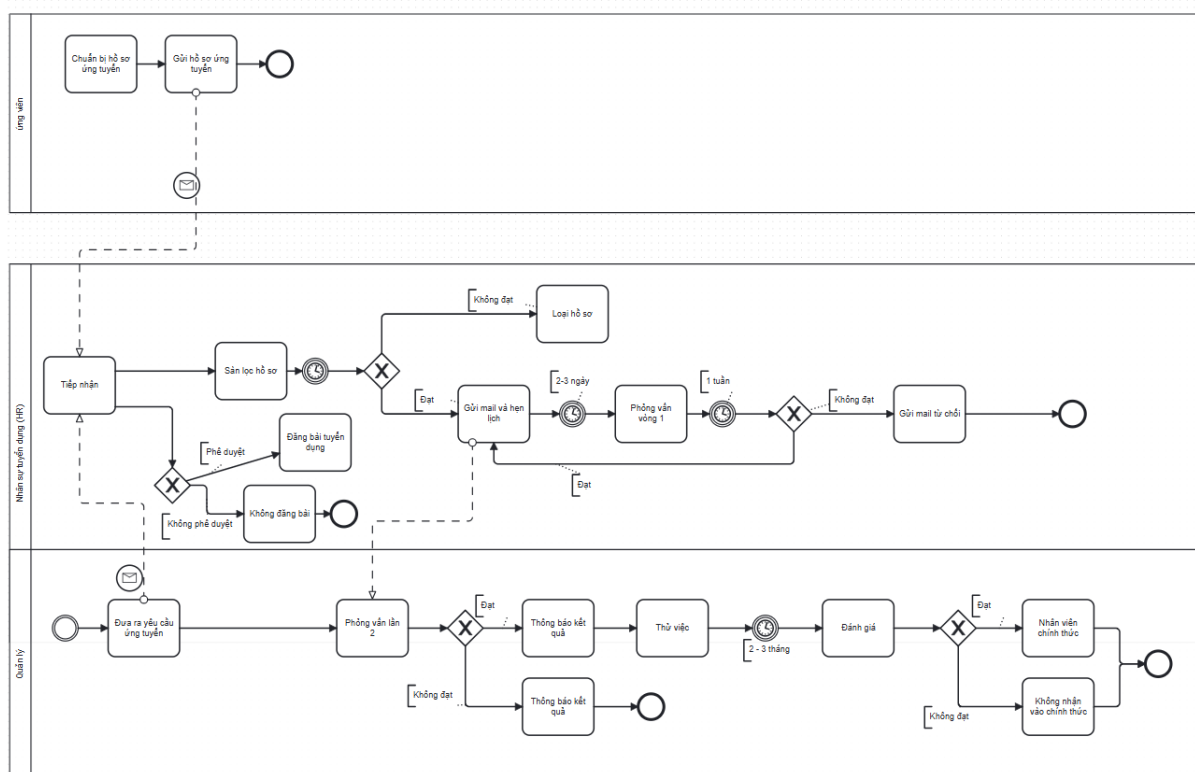 ứng viên
Chuẩn bị hồ sơ
ứng tuyển
Gửi hồ sơ ứng
tuyển
Nhân sự tuyển dụng (HR)
Tiếp nhận
Sản lọc hồ sơ
Không đạt
Loại hồ sơ
Đạt
Gửi mail và hẹn
lịch
2-3 ngày
Phỏng vấn
vòng 1
1 tuần
Không đạt
Gửi mail từ chối
Đạt
Phê duyệt
Đăng bài tuyển
dụng
Không phê duyệt
Không đăng bài
Quản lý
Đưa ra yêu cầu
ứng tuyển
Phỏng vấn lần
2
Đạt
Thông báo kết
quả
Thử việc
2 - 3 tháng
Đánh giá
Đạt
Nhân viên
chính thức
Không đạt
Thông báo kết
quả
Không đạt
Không nhận
vào chính thức